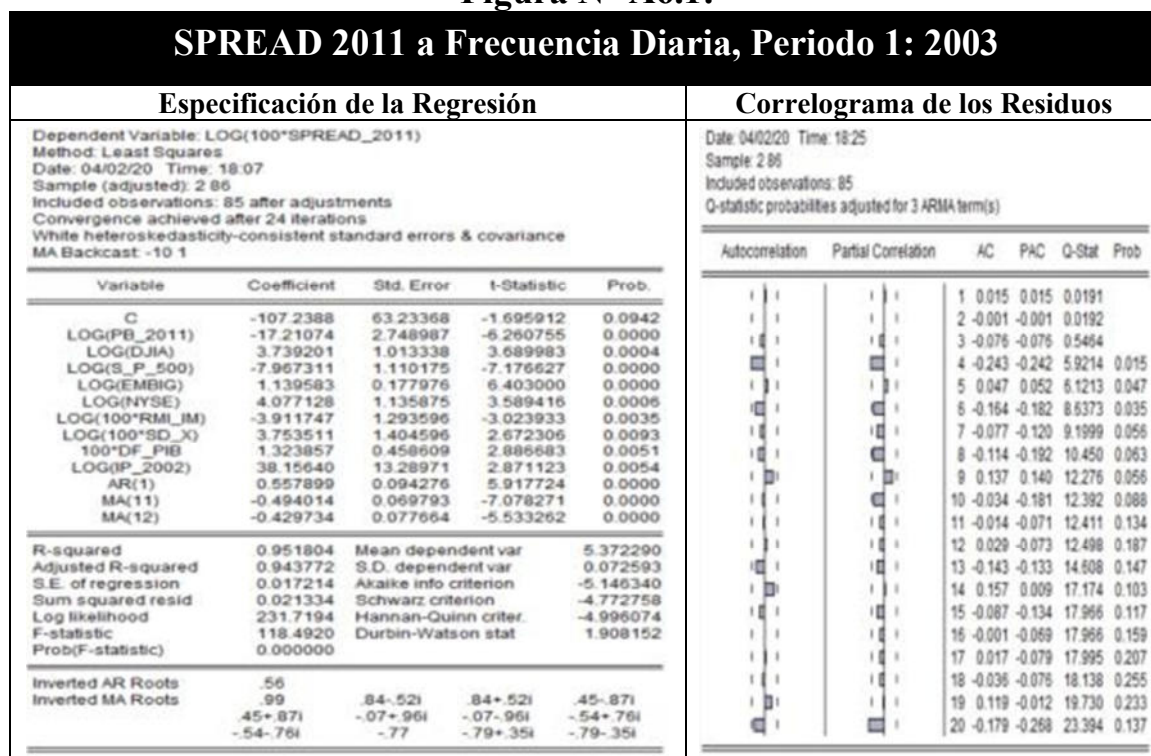 Figura N° A6.1:
SPREAD 2011 a Frecuencia Diaria, Periodo 1: 2003
Especificación de la Regresión
Dependent Variable: LOG(100*SPREAD_2011)
Method: Least Squares
Date: 04/02/20 Time: 18:07
Sample (adjusted): 2 86
Included observations: 85 after adjustments
Convergence achieved after 24 iterations
White heteroskedasticity-consistent standard errors & covariance
MA Backcast: -10 1
Variable Coefficient Std. Error t-Statistic Prob.
C -107.2388 63.23368 -1.695912 0.0942
LOG(PB_2011) -17.21074 2.748987 -6.260755 0.0000
LOG(DJIA) 3.739201 1.013338 3.689983 0.0004
LOG(S_P_500) -7.967311 1.110175 -7.176627 0.0000
LOG(EMBIG) 1.139583 0.177976 6.403000 0.0000
LOG(NYSE) 4.077128 1.135875 3.589416 0.0006
LOG(100*RMI_IM) -3.911747 1.293596 -3.023933 0.0035
LOG(100*SD_X) 3.753511 1.404596 2.672306 0.0093
100*DF_PIB 1.323857 0.458609 2.886683 0.0051
LOG(IP_2002) 38.15640 13.28971 2.871123 0.0054
AR(1) 0.557899 0.094276 5.917724 0.0000
MA(11) -0.494014 0.069793 -7.078271 0.0000
MA(12) -0.429734 0.077664 -5.533262 0.0000
R-squared 0.951804 Mean dependent var 5.372290
Adjusted R-squared 0.943772 S.D. dependent var 0.072593
S.E. of regression 0.017214 Akaike info criterion -5.146340
Sum squared resid 0.021334 Schwarz criterion -4.772758
Log likelihood 231.7194 Hannan-Quinn criter. -4.996074
F-statistic 118.4920 Durbin-Watson stat 1.908152
Prob(F-statistic) 0.000000
Inverted AR Roots .56
Inverted MA Roots .99 .84-.52i .84+.52i .45-.87i
.45+.87i -.07+.96i -.07-.96i -.54+.76i
-.54-.76i -.77 -.79+.35i -.79-.35i
Correlograma de los Residuos
Date: 04/02/20 Time: 18:25
Sample: 2 86
Included observations: 85
Q-statistic probabilities adjusted for 3 ARMA term(s)
Autocorrelation Partial Correlation AC PAC Q-Stat Prob
1 0.015 0.015 0.0191
2 -0.001 -0.001 0.0192
3 -0.076 -0.076 0.5464
4 -0.243 -0.242 5.9214 0.015
5 0.047 0.052 6.1213 0.047
6 -0.164 -0.182 8.6373 0.035
7 -0.077 -0.120 9.1999 0.056
8 -0.114 -0.192 10.450 0.063
9 0.137 0.140 12.276 0.056
10 -0.034 -0.181 12.392 0.088
11 -0.014 -0.071 12.411 0.134
12 0.029 -0.073 12.498 0.187
13 -0.143 -0.133 14.608 0.147
14 0.157 0.009 17.174 0.103
15 -0.087 -0.134 17.966 0.117
16 -0.001 -0.069 17.966 0.159
17 0.017 -0.079 17.995 0.207
18 -0.036 -0.076 18.138 0.255
19 0.119 -0.012 19.730 0.233
20 -0.179 -0.268 23.394 0.137